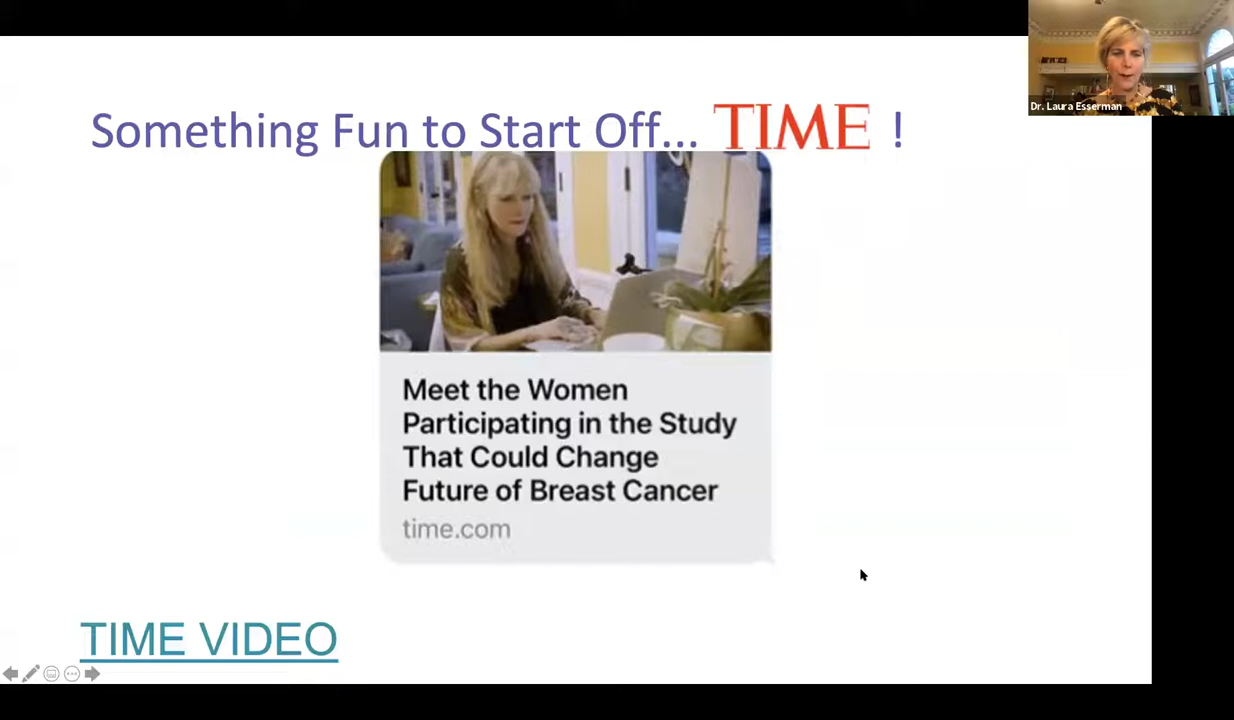 Dr. Laura Esserman
Something Fun to Start Off... TIME !
Meet the Women
Participating in the Study
That Could Change
Future of Breast Cancer
time.com
TIME VIDEO